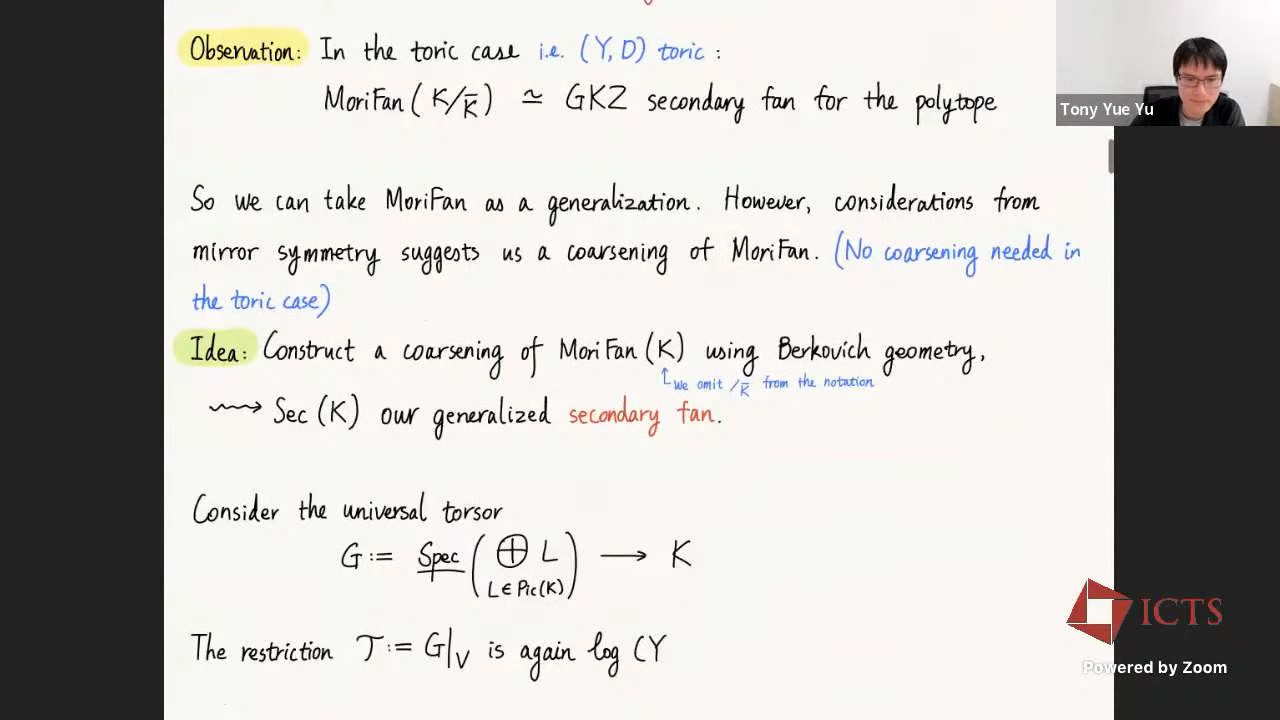 Observation: In the toric case i.e. (Y, D) toric :
MoriFan( K/K̄ ) ≃ GKZ secondary fan for the polytope
Tony Yue Yu
So we can take MoriFan as a generalization. However, considerations from
mirror symmetry suggests us a coarsening of MoriFan. (No coarsening needed in
the toric case)
Idea: Construct a coarsening of MoriFan(K) using Berkovich geometry,
↑ we omit /K̄ from the notation
⟿ Sec(K) our generalized secondary fan.
Consider the universal torsor
G := Spec ( ⊕ L ) ⟶ K
L∈Pic(K)
The restriction T := G|V is again log CY
ICTS
Powered by Zoom